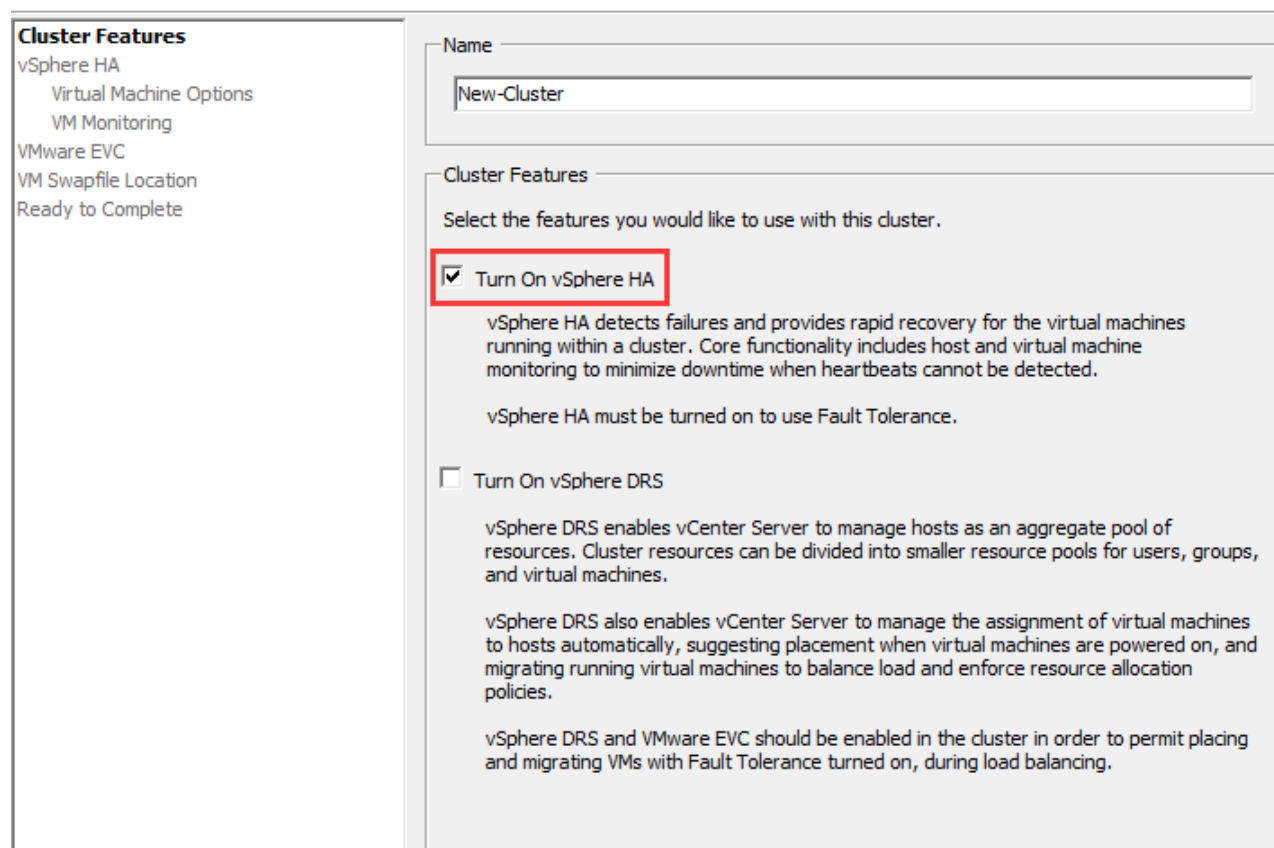 Cluster Features
vSphere HA
Virtual Machine Options
VM Monitoring
VMware EVC
VM Swapfile Location
Ready to Complete
Name
New-Cluster
Cluster Features
Select the features you would like to use with this cluster.
Turn On vSphere HA
vSphere HA detects failures and provides rapid recovery for the virtual machines
running within a cluster. Core functionality includes host and virtual machine
monitoring to minimize downtime when heartbeats cannot be detected.
vSphere HA must be turned on to use Fault Tolerance.
Turn On vSphere DRS
vSphere DRS enables vCenter Server to manage hosts as an aggregate pool of
resources. Cluster resources can be divided into smaller resource pools for users, groups,
and virtual machines.
vSphere DRS also enables vCenter Server to manage the assignment of virtual machines
to hosts automatically, suggesting placement when virtual machines are powered on, and
migrating running virtual machines to balance load and enforce resource allocation
policies.
vSphere DRS and VMware EVC should be enabled in the cluster in order to permit placing
and migrating VMs with Fault Tolerance turned on, during load balancing.